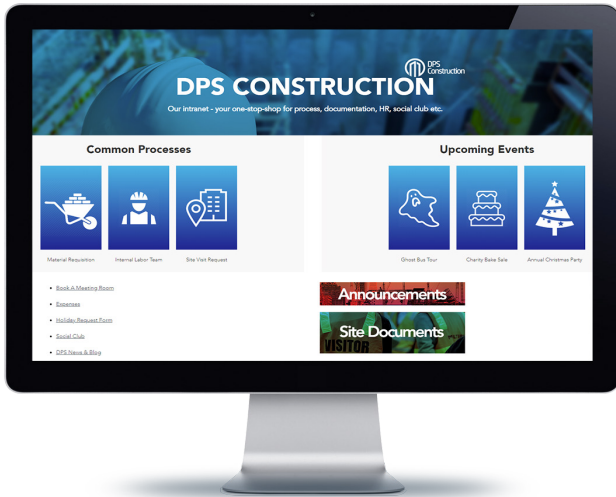 DPS
Construction
DPS CONSTRUCTION
Our intranet - your one-stop-shop for process, documentation, HR, social club etc.
Common Processes
Upcoming Events
Material Requisition
Internal Labor Team
Site Visit Request
Ghost Bus Tour
Charity Bake Sale
Annual Christmas Party
Book A Meeting Room
Expenses
Holiday Request Form
Social Club
DPS News & Blog
Announcements
Site Documents
VISITOR